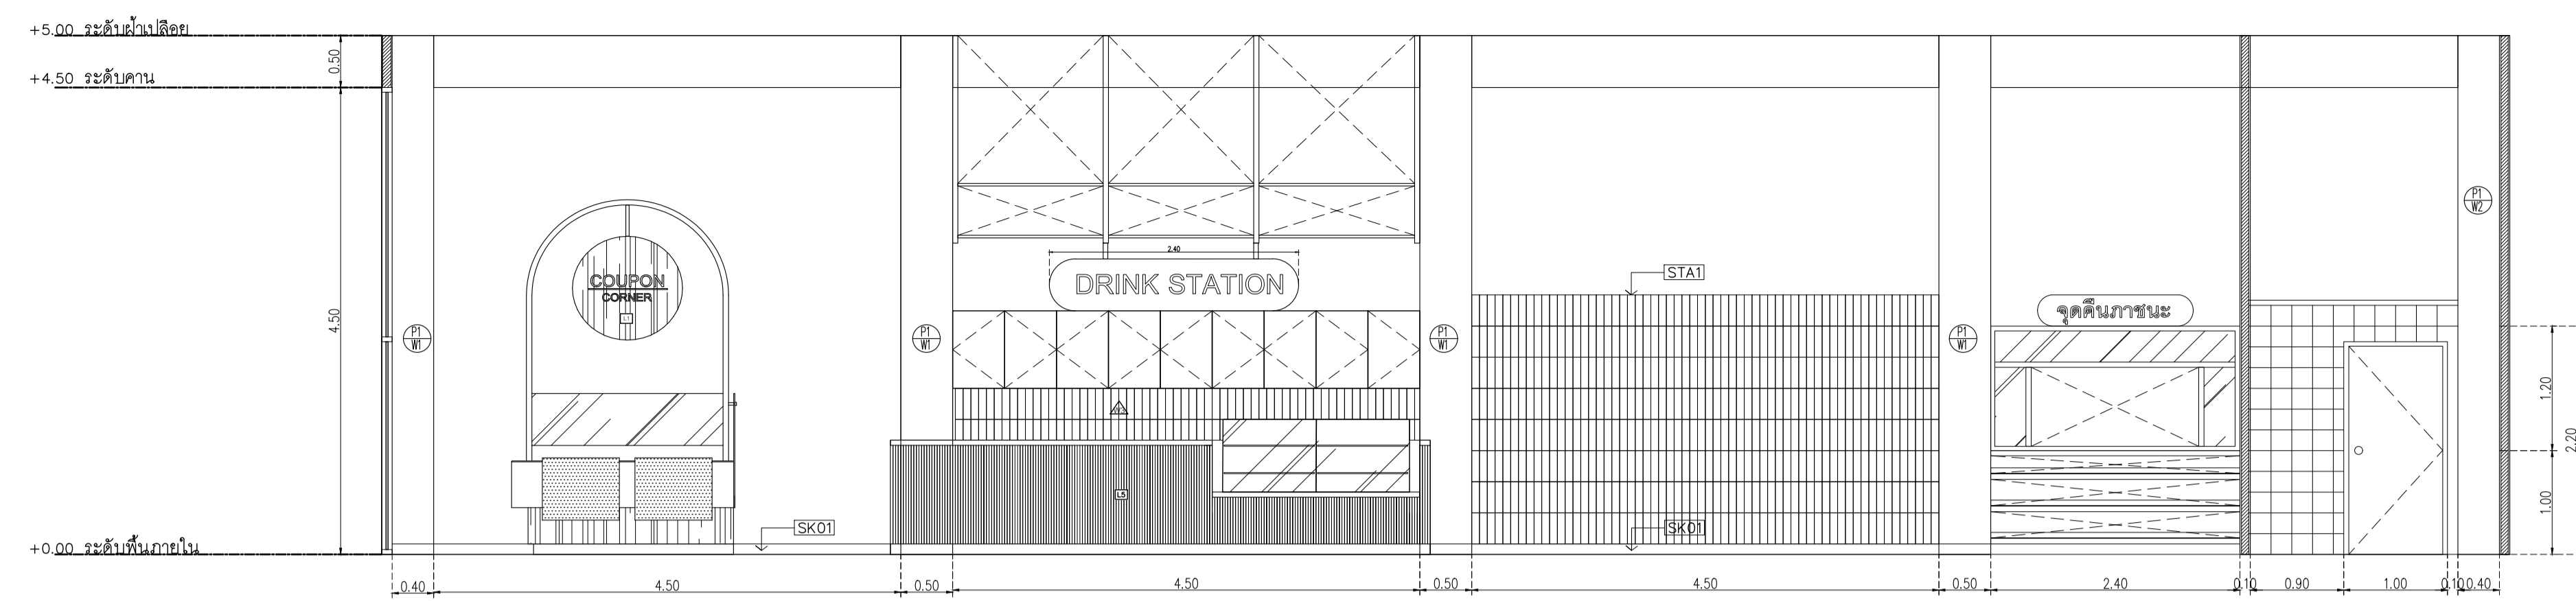 +5.00 ระดับฝ้าเปลือย
0.50
+4.50 ระดับคาน
4.50
+0.00 ระดับพื้นภายใน
P1
W1
COUPON
CORNER
L1
SK01
P1
W1
2.40
DRINK STATION
L5
P1
W1
STA1
SK01
P1
W1
จุดคืนภาชนะ
P1
W2
1.20
2.20
1.00
0.40 4.50 0.50 4.50 0.50 4.50 0.50 2.40 0.10 0.90 1.00 0.10 0.40